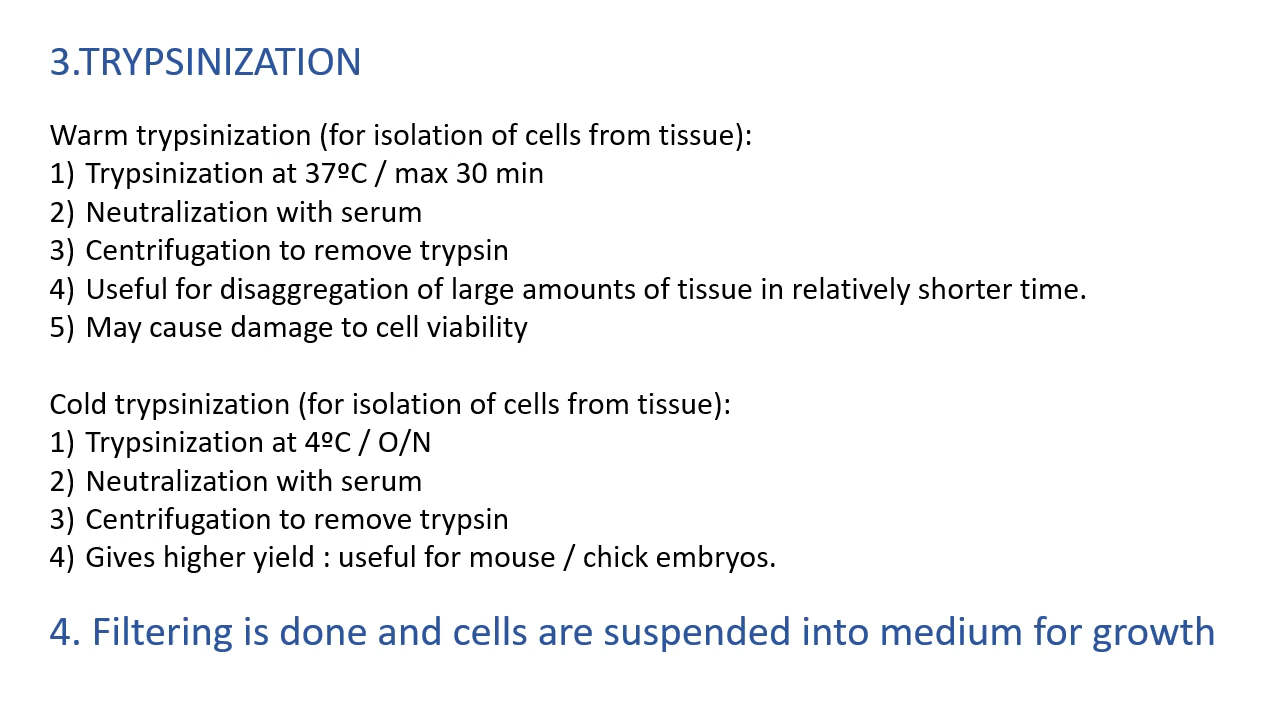 3.TRYPSINIZATION
Warm trypsinization (for isolation of cells from tissue):
1) Trypsinization at 37ºC / max 30 min
2) Neutralization with serum
3) Centrifugation to remove trypsin
4) Useful for disaggregation of large amounts of tissue in relatively shorter time.
5) May cause damage to cell viability
Cold trypsinization (for isolation of cells from tissue):
1) Trypsinization at 4ºC / O/N
2) Neutralization with serum
3) Centrifugation to remove trypsin
4) Gives higher yield : useful for mouse / chick embryos.
4. Filtering is done and cells are suspended into medium for growth